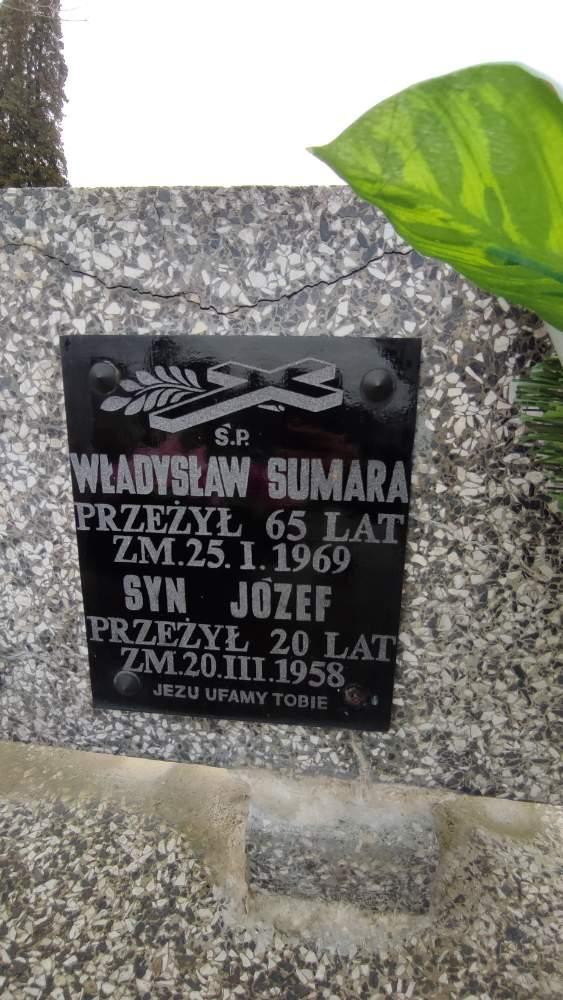 Ś.P.
WŁADYSŁAW SUMARA
PRZEŻYŁ 65 LAT
ZM.25.I.1969
SYN JÓZEF
PRZEŻYŁ 20 LAT
ZM.20.III.1958
JEZU UFAMY TOBIE